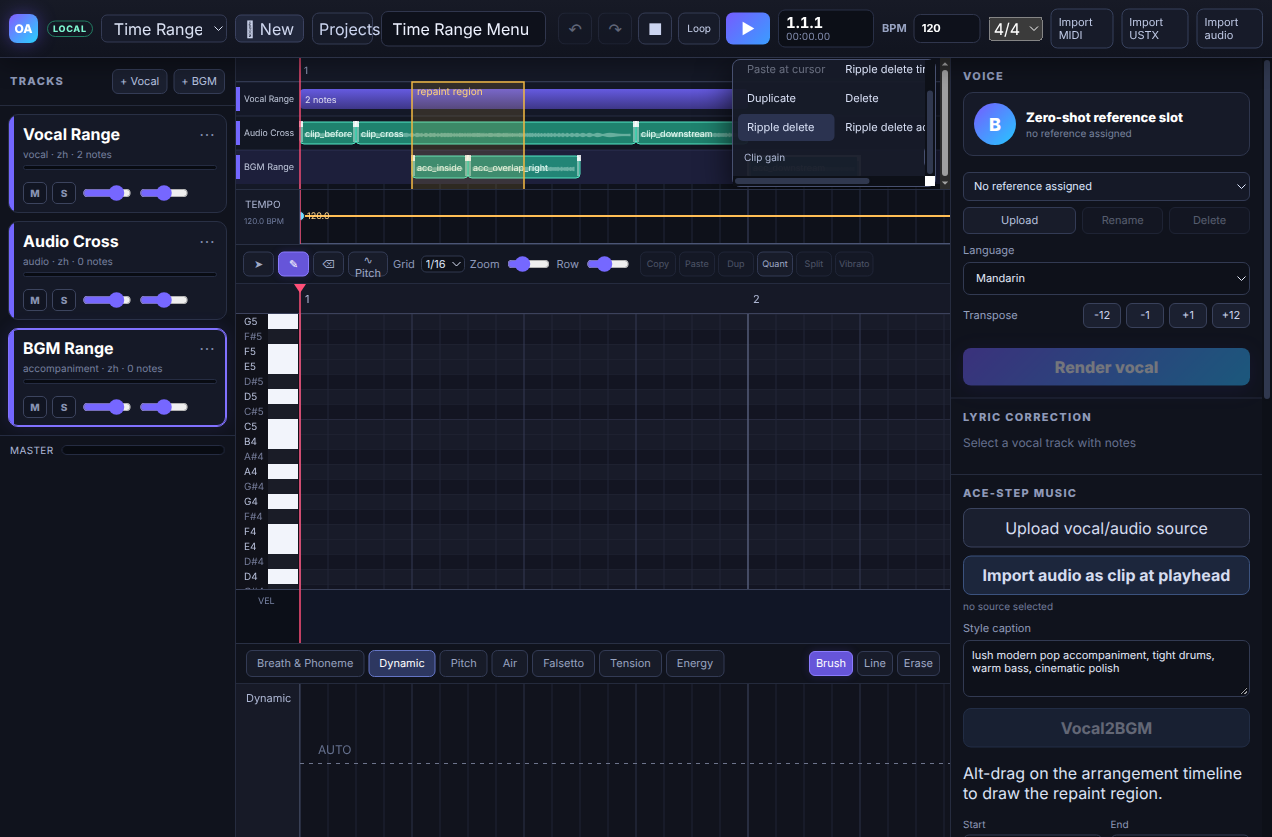 OA
LOCAL
Time Range
New
Projects
Time Range Menu
Loop
1.1.1
00:00.00
BPM
120
4/4
Import MIDI
Import USTX
Import audio
TRACKS
+ Vocal
+ BGM
Vocal Range
vocal · zh · 2 notes
M
S
Audio Cross
audio · zh · 0 notes
M
S
BGM Range
accompaniment · zh · 0 notes
M
S
MASTER
1
Vocal Range
2 notes
repaint region
Audio Cross
clip_before
clip_cross
clip_downstream
BGM Range
acc_inside
acc_overlap_right
Paste at cursor
Ripple delete tir
Duplicate
Delete
Ripple delete
Ripple delete ac
Clip gain
TEMPO
120.0 BPM
120.0
Pitch
Grid
1/16
Zoom
Row
Copy
Paste
Dup
Quant
Split
Vibrato
1
2
G5
F#5
F5
E5
D#5
D5
C#5
C5
B4
A#4
A4
G#4
G4
F#4
F4
E4
D#4
D4
VEL
Breath & Phoneme
Dynamic
Pitch
Air
Falsetto
Tension
Energy
Brush
Line
Erase
Dynamic
AUTO
VOICE
B
Zero-shot reference slot
no reference assigned
No reference assigned
Upload
Rename
Delete
Language
Mandarin
Transpose
-12
-1
+1
+12
Render vocal
LYRIC CORRECTION
Select a vocal track with notes
ACE-STEP MUSIC
Upload vocal/audio source
Import audio as clip at playhead
no source selected
Style caption
lush modern pop accompaniment, tight drums,
warm bass, cinematic polish
Vocal2BGM
Alt-drag on the arrangement timeline
to draw the repaint region.
Start
End